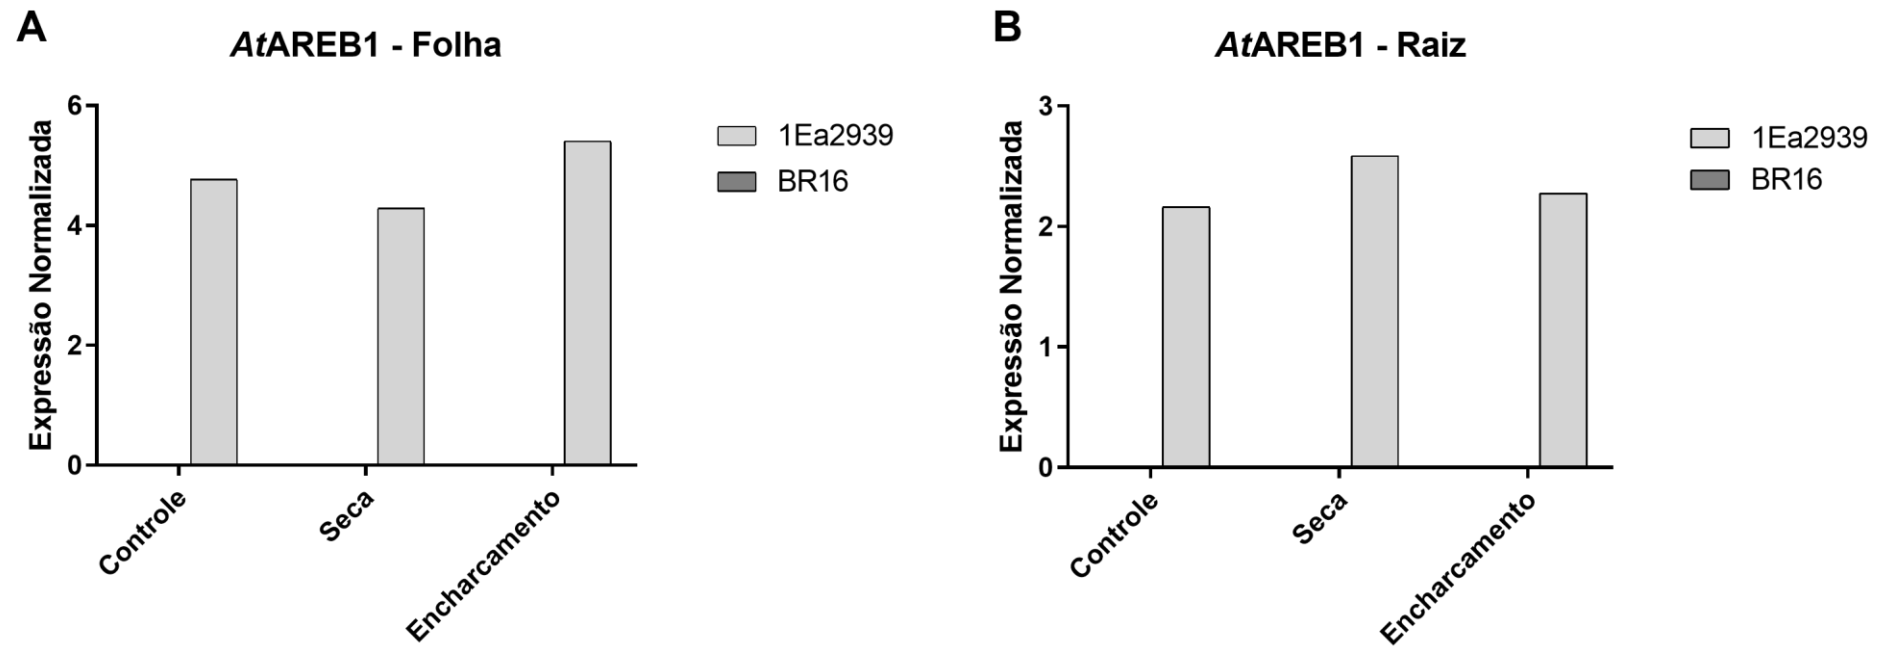 A
AtAREB1 - Folha
Expressão Normalizada
6
4
2
0
Controle
Seca
Encharcamento
1Ea2939
BR16
B
AtAREB1 - Raiz
Expressão Normalizada
3
2
1
0
Controle
Seca
Encharcamento
1Ea2939
BR16